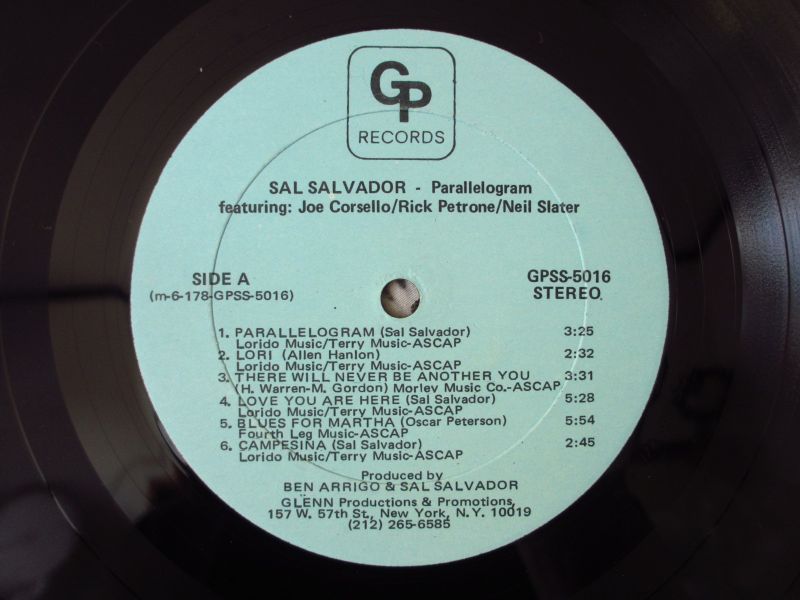 GP
RECORDS
SAL SALVADOR - Parallelogram
featuring: Joe Corsello/Rick Petrone/Neil Slater
SIDE A
(m-6-178-GPSS-5016)
GPSS-5016
STEREO
1. PARALLELOGRAM (Sal Salvador) 3:25
Lorido Music/Terry Music-ASCAP
2. LORI (Allen Hanlon) 2:32
Lorido Music/Terry Music-ASCAP
3. THERE WILL NEVER BE ANOTHER YOU 3:31
(H. Warren-M. Gordon) Morley Music Co.-ASCAP
4. LOVE YOU ARE HERE (Sal Salvador) 5:28
Lorido Music/Terry Music-ASCAP
5. BLUES FOR MARTHA (Oscar Peterson) 5:54
Fourth Leg Music-ASCAP
6. CAMPESINA (Sal Salvador) 2:45
Lorido Music/Terry Music-ASCAP
Produced by
BEN ARRIGO & SAL SALVADOR
GLENN Productions & Promotions,
157 W. 57th St., New York, N.Y. 10019
(212) 265-6585